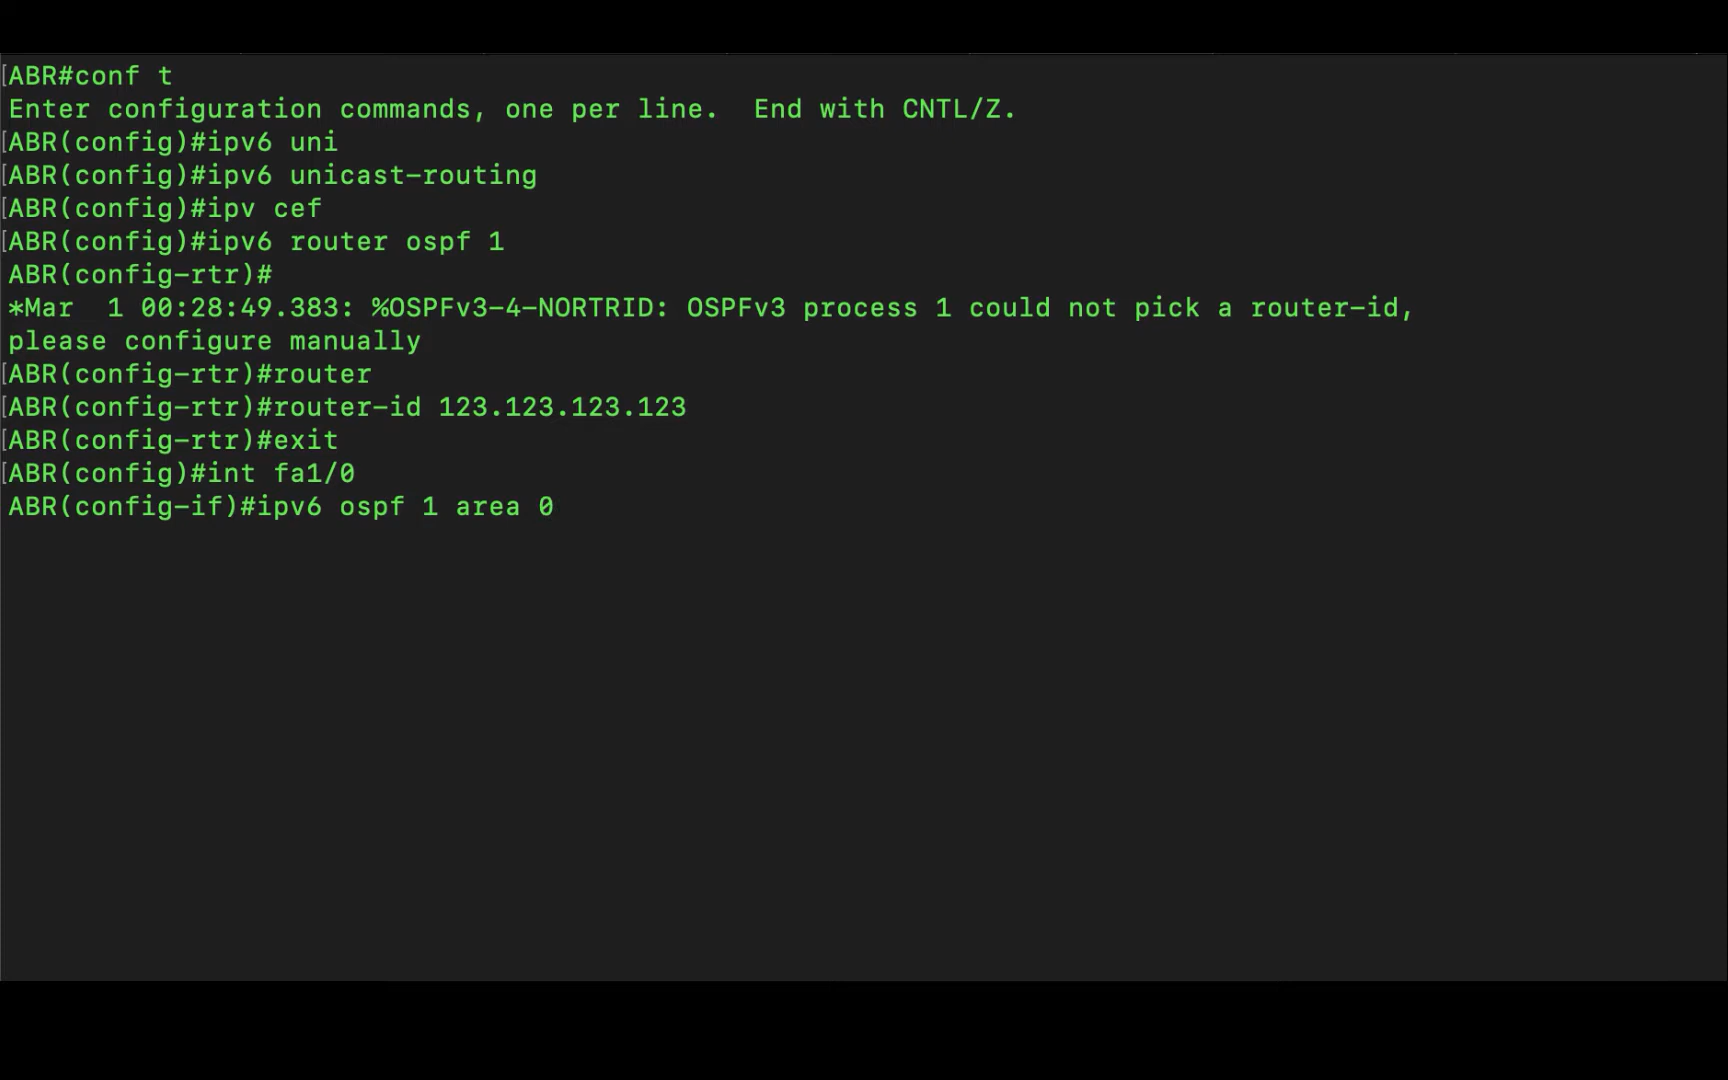 [ABR#conf t
Enter configuration commands, one per line.  End with CNTL/Z.
[ABR(config)#ipv6 uni
[ABR(config)#ipv6 unicast-routing
[ABR(config)#ipv cef
[ABR(config)#ipv6 router ospf 1
ABR(config-rtr)#
*Mar  1 00:28:49.383: %OSPFv3-4-NORTRID: OSPFv3 process 1 could not pick a router-id,
please configure manually
[ABR(config-rtr)#router
[ABR(config-rtr)#router-id 123.123.123.123
[ABR(config-rtr)#exit
[ABR(config)#int fa1/0
ABR(config-if)#ipv6 ospf 1 area 0